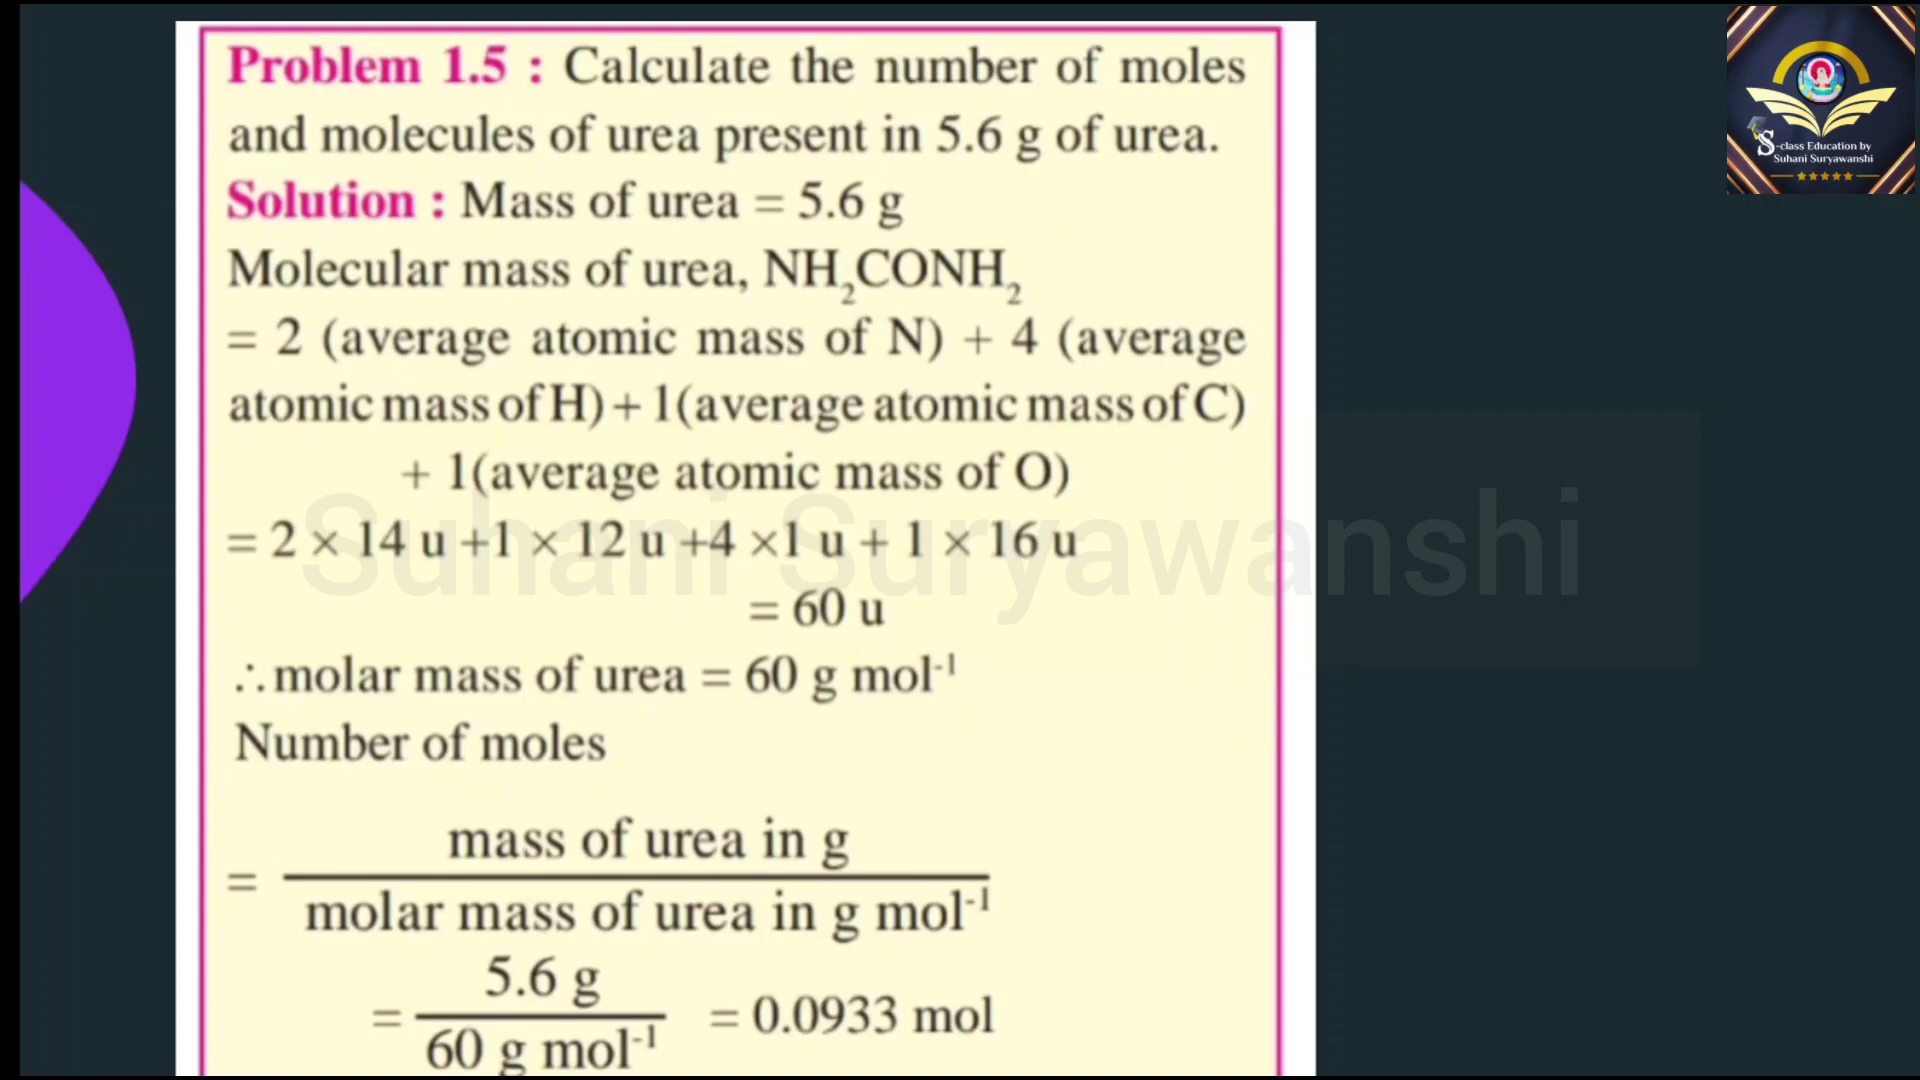 Problem 1.5 : Calculate the number of moles
and molecules of urea present in 5.6 g of urea.
Solution : Mass of urea = 5.6 g
Molecular mass of urea, NH₂CONH₂
= 2 (average atomic mass of N) + 4 (average
atomic mass of H) + 1(average atomic mass of C)
+ 1(average atomic mass of O)
= 2 × 14 u +1 × 12 u +4 ×1 u + 1 × 16 u
= 60 u
∴ molar mass of urea = 60 g mol⁻¹
Number of moles
mass of urea in g
=
molar mass of urea in g mol⁻¹
5.6 g
= = 0.0933 mol
60 g mol⁻¹
S-class Education by
Suhani Suryawanshi
Suhani Suryawanshi